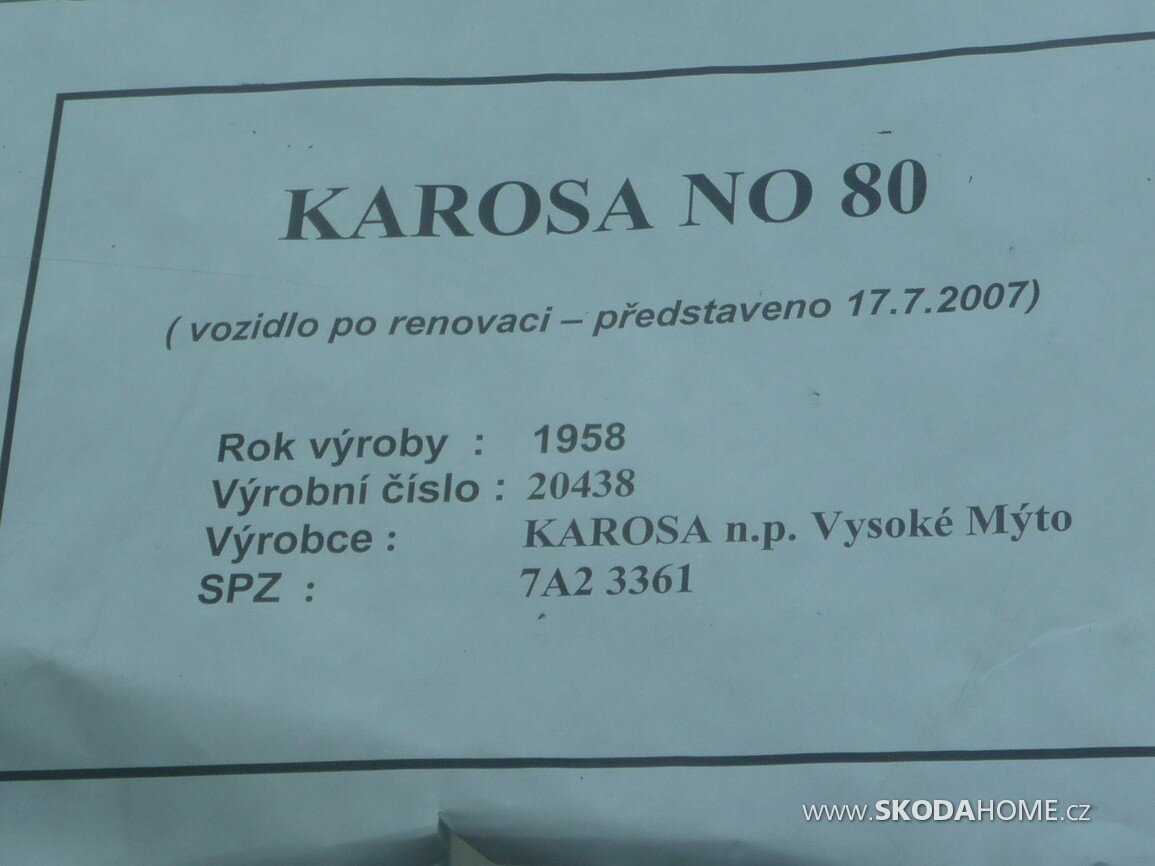 KAROSA NO 80
( vozidlo po renovaci – představeno 17.7.2007)
Rok výroby : 1958
Výrobní číslo : 20438
Výrobce : KAROSA n.p. Vysoké Mýto
SPZ : 7A2 3361
www.SKODAHOME.cz